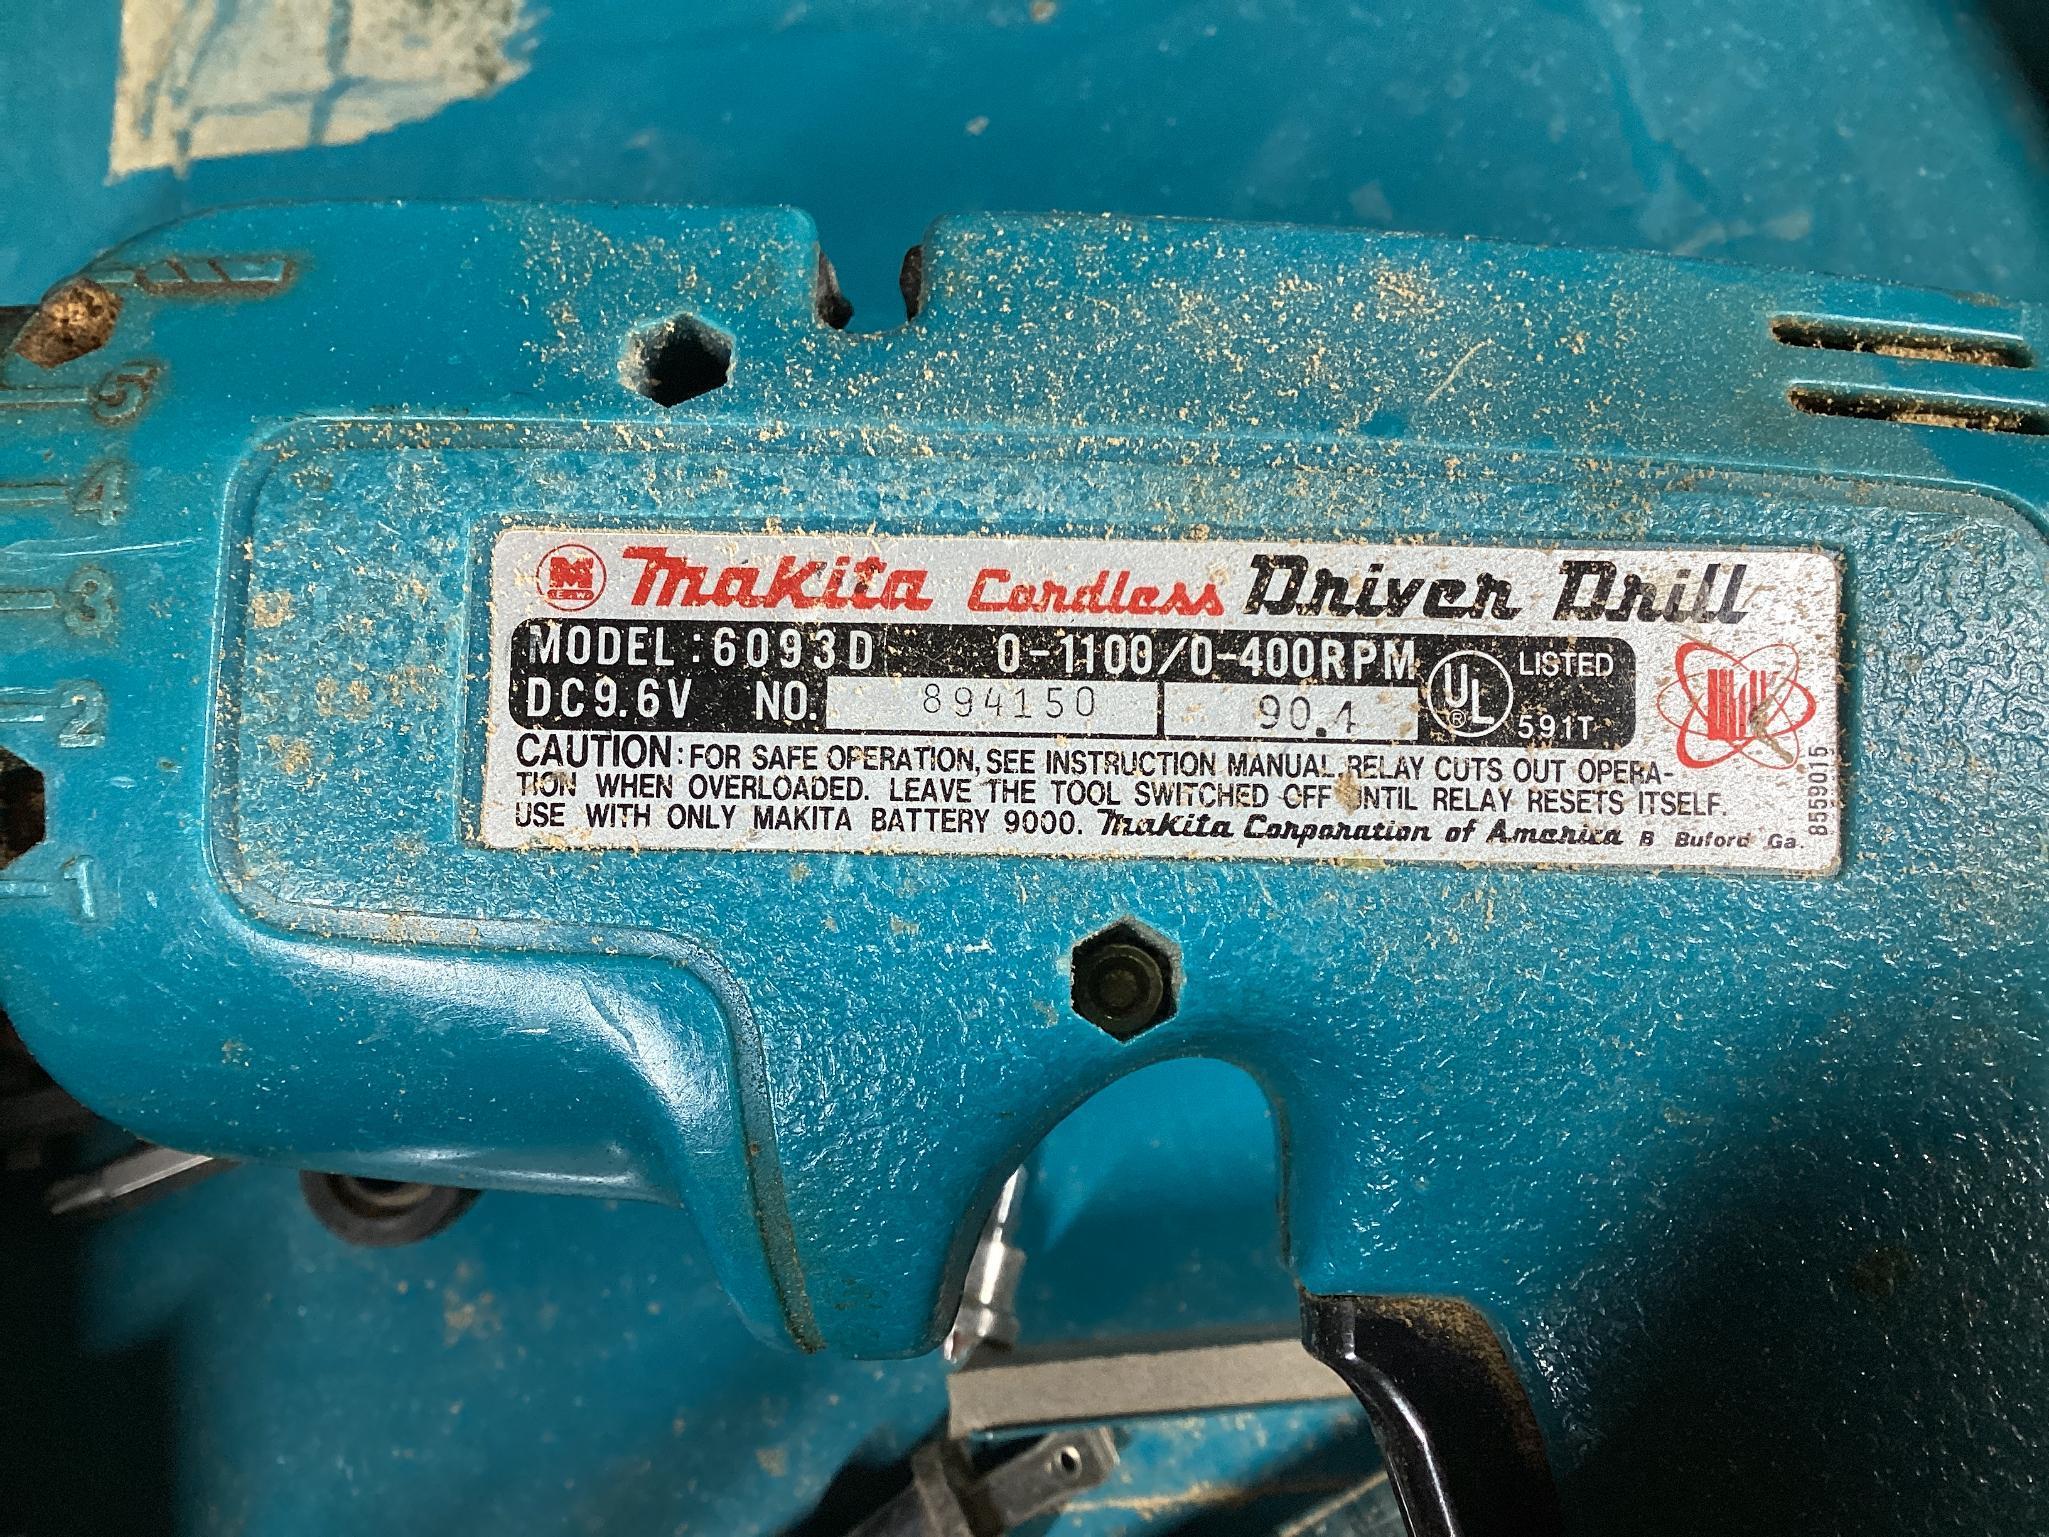 Makita Cordless Driver Drill
MODEL:6093D 0-1100/0-400RPM
DC9.6V NO. 894150 90.4
UL ® LISTED 591T
CAUTION: FOR SAFE OPERATION, SEE INSTRUCTION MANUAL. RELAY CUTS OUT OPERA-
TION WHEN OVERLOADED. LEAVE THE TOOL SWITCHED OFF UNTIL RELAY RESETS ITSELF.
USE WITH ONLY MAKITA BATTERY 9000. Makita Corporation of America B Buford Ga.
8559015
5
4
3
2
1